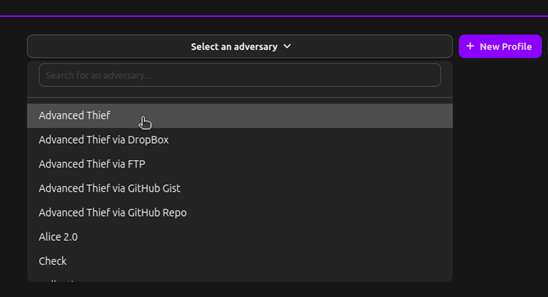 Select an adversary
+ New Profile
Search for an adversary...
Advanced Thief
Advanced Thief via DropBox
Advanced Thief via FTP
Advanced Thief via GitHub Gist
Advanced Thief via GitHub Repo
Alice 2.0
Check